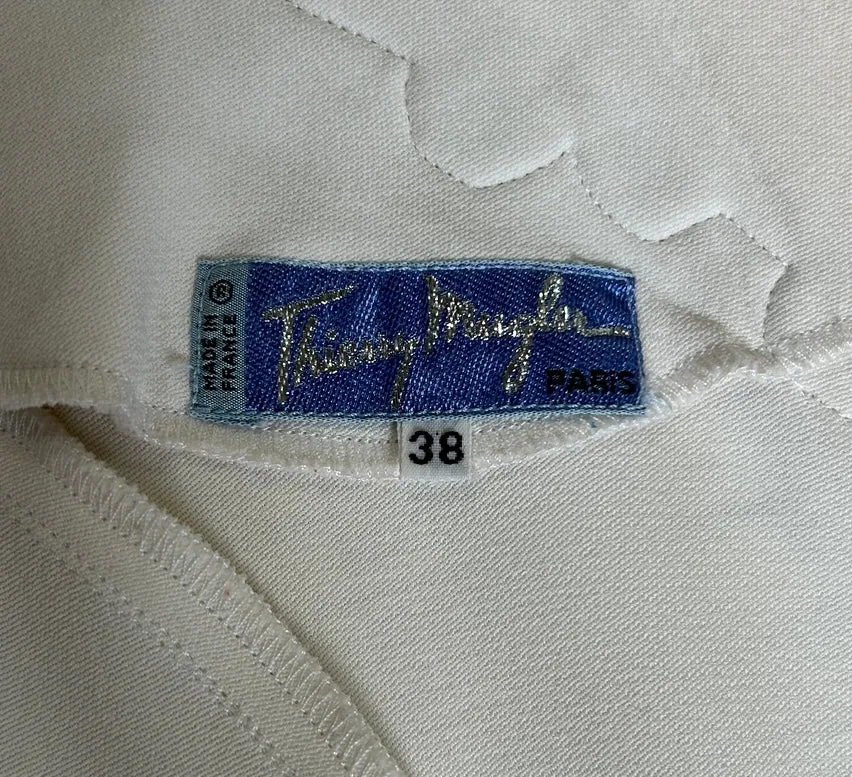 MADE IN
FRANCE ®
Thierry Mugler
PARIS
38